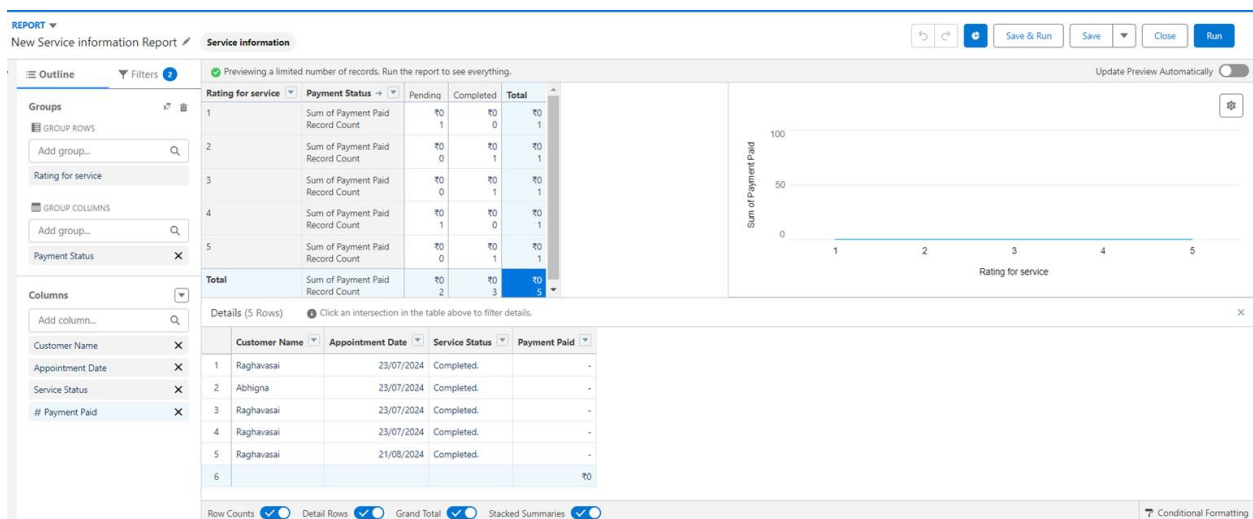 REPORT
New Service information Report Service information
Save & Run Save Close Run
Outline Filters 2
Previewing a limited number of records. Run the report to see everything.
Update Preview Automatically
Groups
GROUP ROWS
Add group...
Rating for service
GROUP COLUMNS
Add group...
Payment Status
Columns
Add column...
Customer Name
Appointment Date
Service Status
# Payment Paid
Rating for service Payment Status → Pending Completed Total
1 Sum of Payment Paid ₹0 ₹0 ₹0
Record Count 1 0 1
2 Sum of Payment Paid ₹0 ₹0 ₹0
Record Count 0 1 1
3 Sum of Payment Paid ₹0 ₹0 ₹0
Record Count 0 1 1
4 Sum of Payment Paid ₹0 ₹0 ₹0
Record Count 1 0 1
5 Sum of Payment Paid ₹0 ₹0 ₹0
Record Count 0 1 1
Total Sum of Payment Paid ₹0 ₹0 ₹0
Record Count 2 3 5
Sum of Payment Paid
100
50
0
1 2 3 4 5
Rating for service
Details (5 Rows) Click an intersection in the table above to filter details.
Customer Name Appointment Date Service Status Payment Paid
1 Raghavasai 23/07/2024 Completed. -
2 Abhigna 23/07/2024 Completed. -
3 Raghavasai 23/07/2024 Completed. -
4 Raghavasai 23/07/2024 Completed. -
5 Raghavasai 21/08/2024 Completed. -
6 ₹0
Row Counts Detail Rows Grand Total Stacked Summaries Conditional Formatting